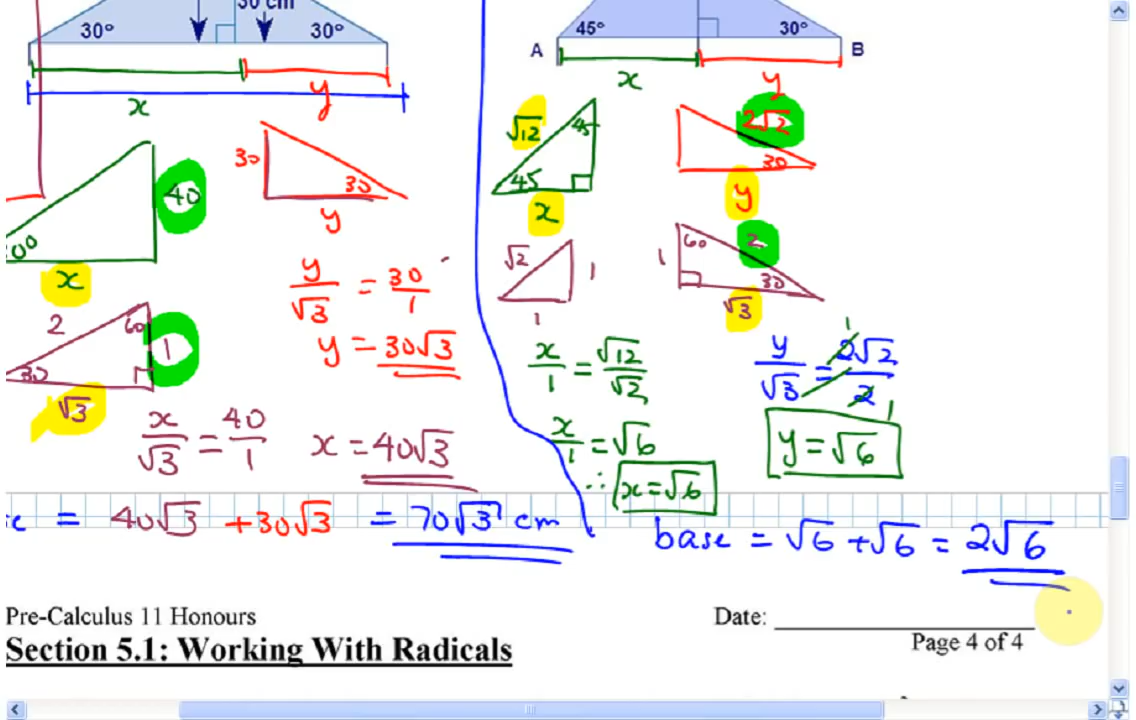 30 cm
30°
30°
x
y
40
00
x
30
30
y
2
60
1
30
√3
y/√3 = 30/1
y = 30√3
x/√3 = 40/1
x = 40√3
= 40√3 + 30√3 = 70√3 cm
45°
30°
A
B
x
y
√12
45
45
x
2√2
30
y
√2
1
1
60
2
1
30
√3
x/1 = √12/√2
x/1 = √6
∴ x = √6
y/√3 = 2√2/2
1
1
y = √6
base = √6 + √6 = 2√6
Pre-Calculus 11 Honours
Date: ____________________
Section 5.1: Working With Radicals
Page 4 of 4